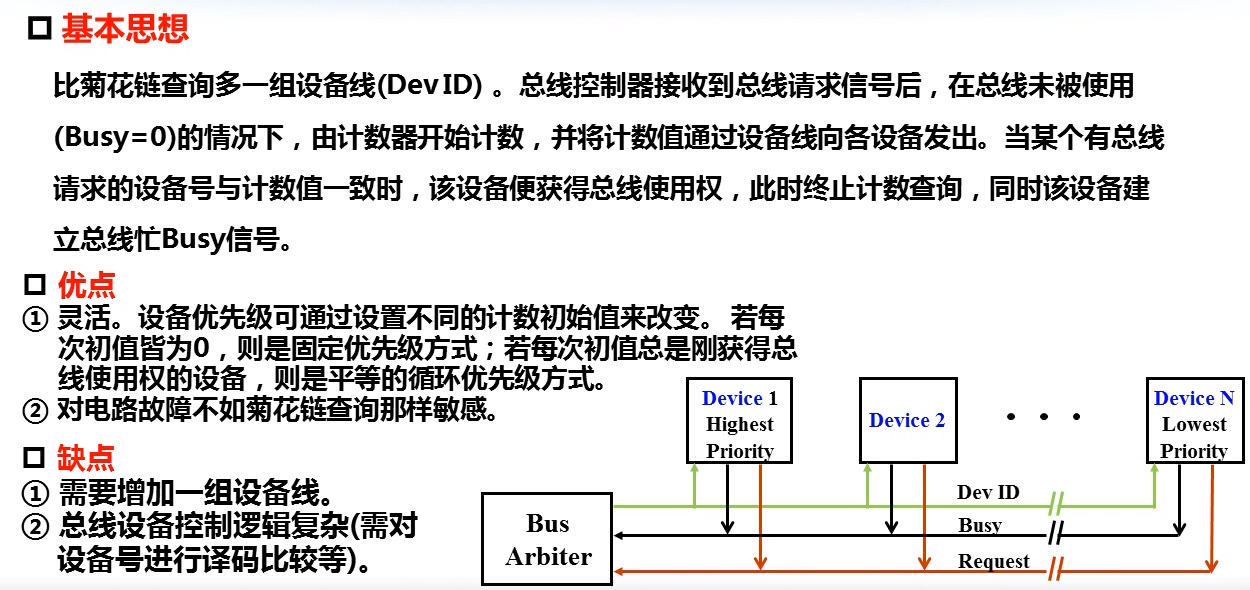 基本思想
比菊花链查询多一组设备线(Dev ID) 。总线控制器接收到总线请求信号后，在总线未被使用
(Busy=0)的情况下，由计数器开始计数，并将计数值通过设备线向各设备发出。当某个有总线
请求的设备号与计数值一致时，该设备便获得总线使用权，此时终止计数查询，同时该设备建
立总线忙Busy信号。
优点
① 灵活。设备优先级可通过设置不同的计数初始值来改变。 若每
次初值皆为0，则是固定优先级方式；若每次初值总是刚获得总
线使用权的设备，则是平等的循环优先级方式。
② 对电路故障不如菊花链查询那样敏感。
缺点
① 需要增加一组设备线。
② 总线设备控制逻辑复杂(需对
设备号进行译码比较等)。
Device 1
Highest
Priority
Device 2
• • •
Device N
Lowest
Priority
Bus
Arbiter
Dev ID
Busy
Request